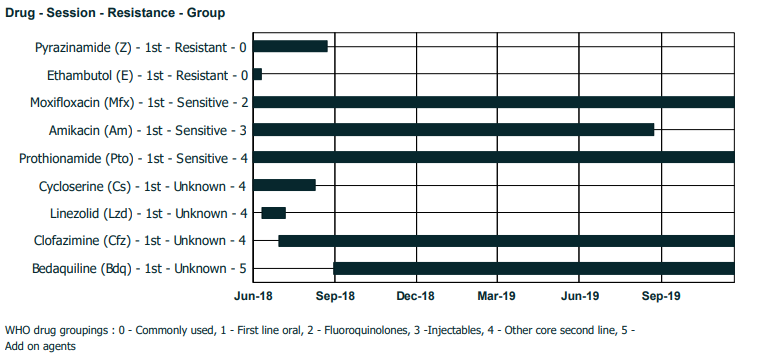 Drug - Session - Resistance - Group
Pyrazinamide (Z) - 1st - Resistant - 0
Ethambutol (E) - 1st - Resistant - 0
Moxifloxacin (Mfx) - 1st - Sensitive - 2
Amikacin (Am) - 1st - Sensitive - 3
Prothionamide (Pto) - 1st - Sensitive - 4
Cycloserine (Cs) - 1st - Unknown - 4
Linezolid (Lzd) - 1st - Unknown - 4
Clofazimine (Cfz) - 1st - Unknown - 4
Bedaquiline (Bdq) - 1st - Unknown - 5
Jun-18 Sep-18 Dec-18 Mar-19 Jun-19 Sep-19
WHO drug groupings : 0 - Commonly used, 1 - First line oral, 2 - Fluoroquinolones, 3 -Injectables, 4 - Other core second line, 5 -
Add on agents